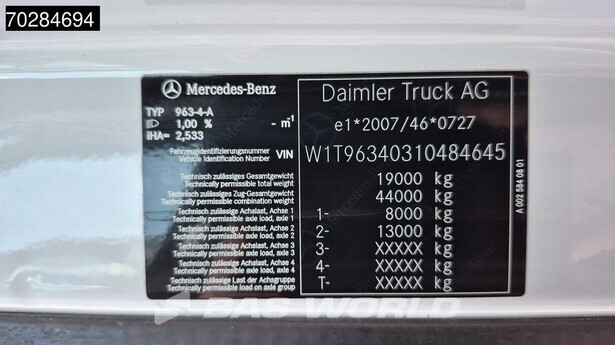 70284694
Mercedes-Benz
Daimler Truck AG
TYP 963-4-A
1,00 % - m⁻¹
iHA= 2,533
e1*2007/46*0727
Fahrzeugidentifizierungsnummer
Vehicle Identification Number VIN
W1T96340310484645
Technisch zulässiges Gesamtgewicht
Technically permissible total weight
19000 kg
Technisch zulässiges Zug-Gesamtgewicht
Technically permissible combination weight
44000 kg
Technisch zulässige Achslast, Achse 1
Technically permissible axle load, axle 1
1- 8000 kg
Technisch zulässige Achslast, Achse 2
Technically permissible axle load, axle 2
2- 13000 kg
Technisch zulässige Achslast, Achse 3
Technically permissible axle load, axle 3
3- XXXXX kg
Technisch zulässige Achslast, Achse 4
Technically permissible axle load, axle 4
4- XXXXX kg
Technisch zulässige Last der Achsgruppe
Technically permissible load on axle group
T- XXXXX kg
A 002 584 08 01
BAS WORLD